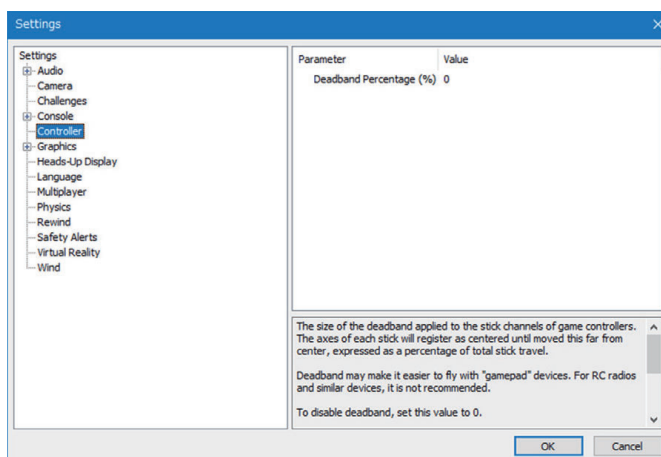 Settings
Settings
Audio
Camera
Challenges
Console
Controller
Graphics
Heads-Up Display
Language
Multiplayer
Physics
Rewind
Safety Alerts
Virtual Reality
Wind
Parameter Value
Deadband Percentage (%) 0
The size of the deadband applied to the stick channels of game controllers.
The axes of each stick will register as centered until moved this far from
center, expressed as a percentage of total stick travel.
Deadband may make it easier to fly with "gamepad" devices. For RC radios
and similar devices, it is not recommended.
To disable deadband, set this value to 0.
OK Cancel